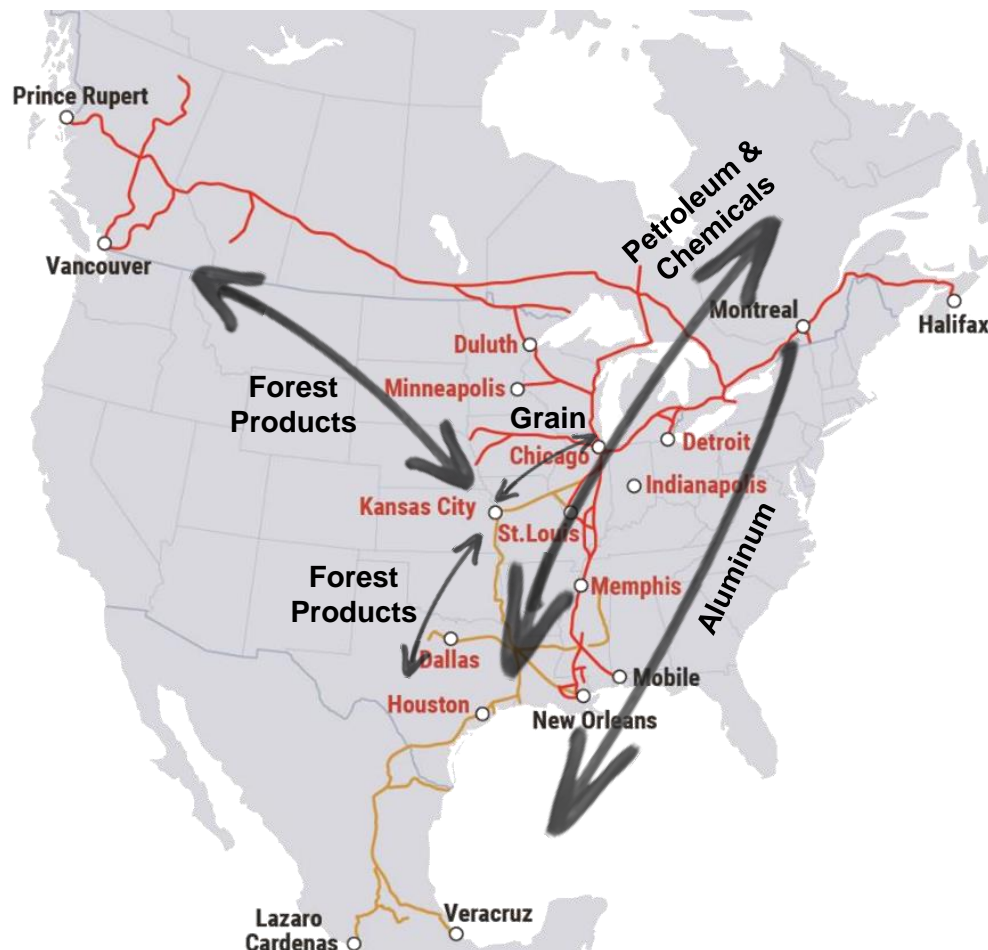 Prince Rupert
Petroleum &
Chemicals
Vancouver
Montreal
Halifax
Duluth
Forest
Products
Minneapolis
Grain
Detroit
Chicago
Indianapolis
Kansas City
St.Louis
Aluminum
Forest
Products
Memphis
Dallas
Mobile
Houston
New Orleans
Lazaro
Cardenas
Veracruz